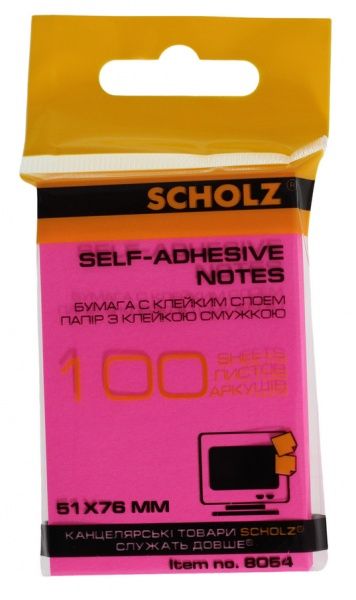 SCHOLZ®
SELF-ADHESIVE
NOTES
БУМАГА С КЛЕЙКИМ СЛОЕМ
ПАПІР З КЛЕЙКОЮ СМУЖКОЮ
100 SHEETS
ЛИСТОВ
АРКУШІВ
51X76 MM
КАНЦЕЛЯРСЬКІ ТОВАРИ SCHOLZ®
СЛУЖАТЬ ДОВШЕ®
Item no. 8054